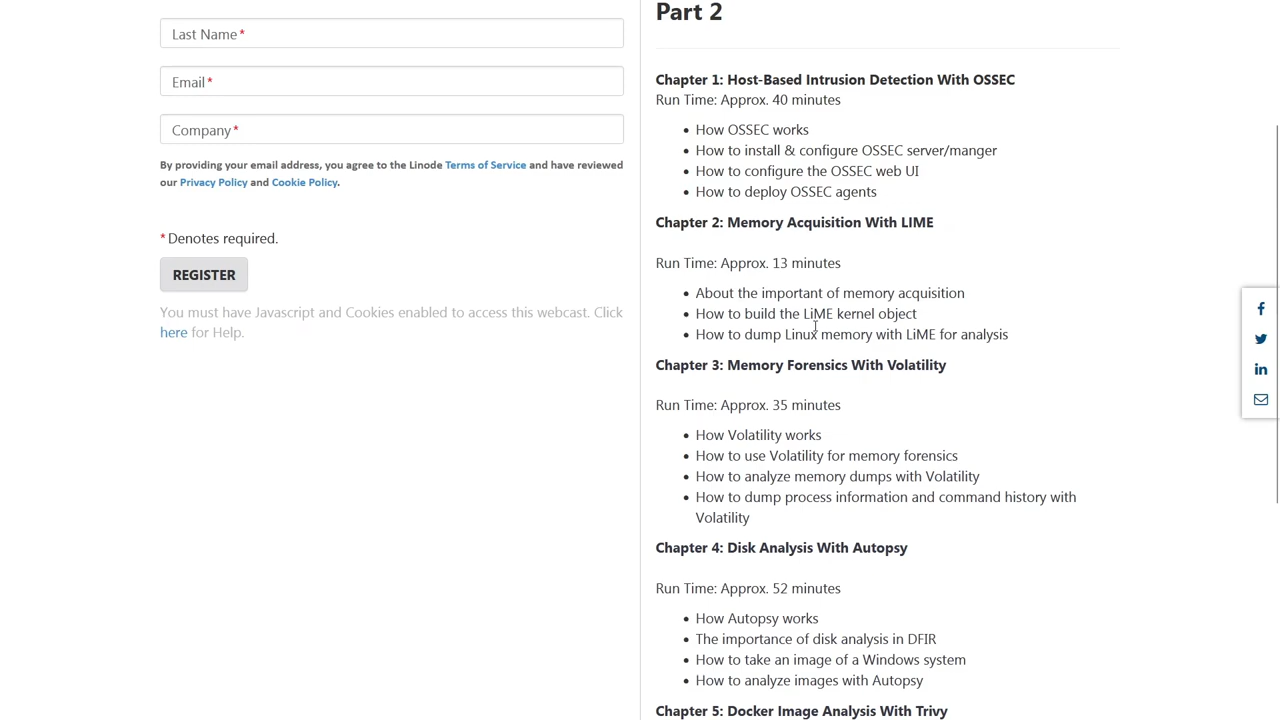 Last Name *
Email *
Company *
By providing your email address, you agree to the Linode Terms of Service and have reviewed
our Privacy Policy and Cookie Policy.
* Denotes required.
REGISTER
You must have Javascript and Cookies enabled to access this webcast. Click
here for Help.
Part 2
Chapter 1: Host-Based Intrusion Detection With OSSEC
Run Time: Approx. 40 minutes
• How OSSEC works
• How to install & configure OSSEC server/manger
• How to configure the OSSEC web UI
• How to deploy OSSEC agents
Chapter 2: Memory Acquisition With LIME
Run Time: Approx. 13 minutes
• About the important of memory acquisition
• How to build the LiME kernel object
• How to dump Linux memory with LiME for analysis
Chapter 3: Memory Forensics With Volatility
Run Time: Approx. 35 minutes
• How Volatility works
• How to use Volatility for memory forensics
• How to analyze memory dumps with Volatility
• How to dump process information and command history with
Volatility
Chapter 4: Disk Analysis With Autopsy
Run Time: Approx. 52 minutes
• How Autopsy works
• The importance of disk analysis in DFIR
• How to take an image of a Windows system
• How to analyze images with Autopsy
Chapter 5: Docker Image Analysis With Trivy